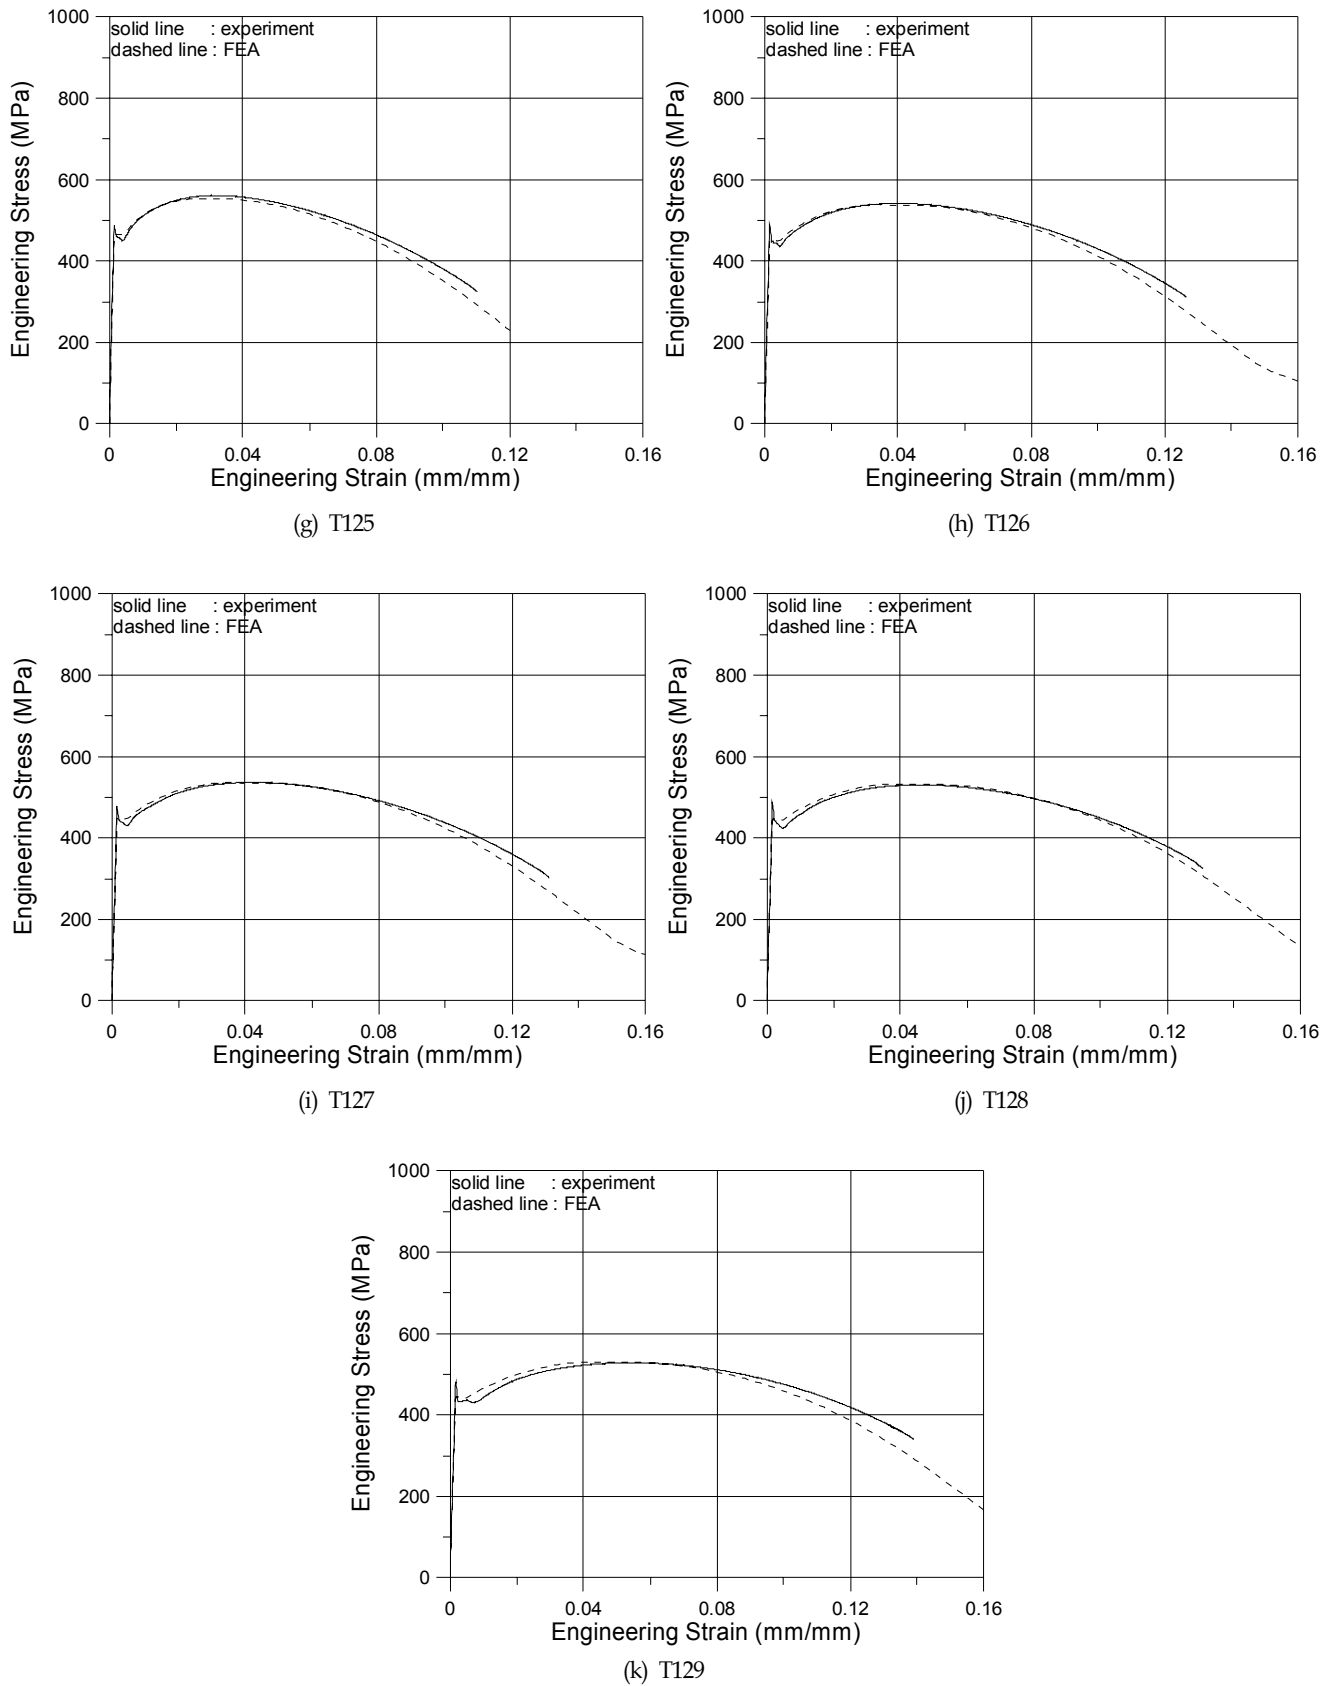 solid line : experiment
dashed line : FEA
1000
800
600
400
200
0
Engineering Stress (MPa)
0 0.04 0.08 0.12 0.16
Engineering Strain (mm/mm)
(g) T125
solid line : experiment
dashed line : FEA
1000
800
600
400
200
0
Engineering Stress (MPa)
0 0.04 0.08 0.12 0.16
Engineering Strain (mm/mm)
(h) T126
solid line : experiment
dashed line : FEA
1000
800
600
400
200
0
Engineering Stress (MPa)
0 0.04 0.08 0.12 0.16
Engineering Strain (mm/mm)
(i) T127
solid line : experiment
dashed line : FEA
1000
800
600
400
200
0
Engineering Stress (MPa)
0 0.04 0.08 0.12 0.16
Engineering Strain (mm/mm)
(j) T128
solid line : experiment
dashed line : FEA
1000
800
600
400
200
0
Engineering Stress (MPa)
0 0.04 0.08 0.12 0.16
Engineering Strain (mm/mm)
(k) T129